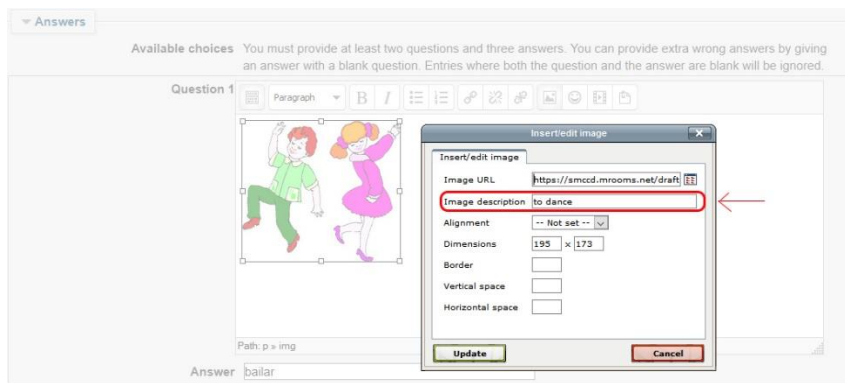 Answers
Available choices You must provide at least two questions and three answers. You can provide extra wrong answers by giving
an answer with a blank question. Entries where both the question and the answer are blank will be ignored.
Question 1
Paragraph B I
Insert/edit image X
Insert/edit image
Image URL https://smccd.mrooms.net/draft
Image description to dance
Alignment -- Not set --
Dimensions 195 x 173
Border
Vertical space
Horizontal space
Path: p » img
Update Cancel
Answer bailar